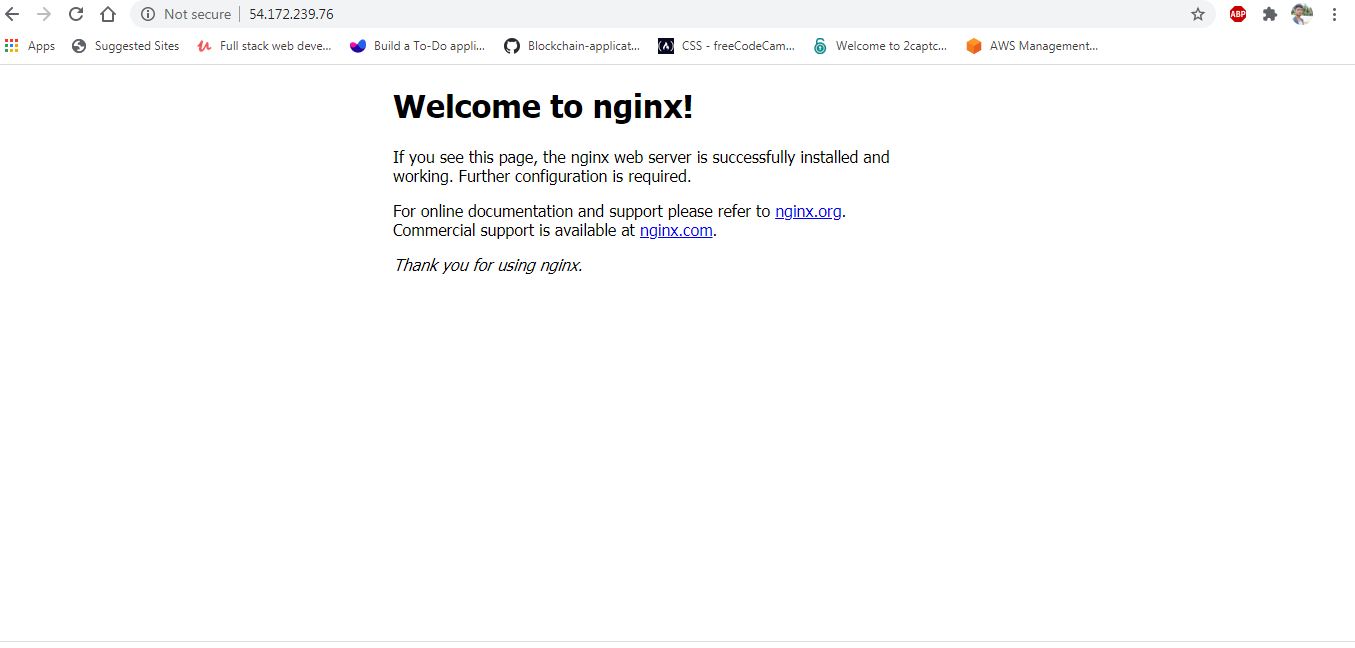 Not secure 54.172.239.76
ABP
Apps Suggested Sites Full stack web deve... Build a To-Do appli... Blockchain-applicat... CSS - freeCodeCam... Welcome to 2captc... AWS Management...
Welcome to nginx!
If you see this page, the nginx web server is successfully installed and
working. Further configuration is required.
For online documentation and support please refer to nginx.org.
Commercial support is available at nginx.com.
Thank you for using nginx.